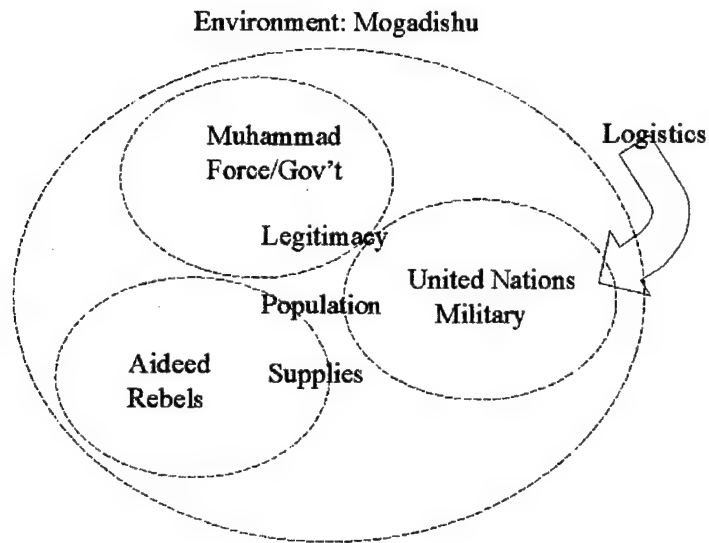 Environment: Mogadishu
Logistics
Muhammad
Force/Gov't
Legitimacy
United Nations
Military
Population
Aideed
Rebels
Supplies